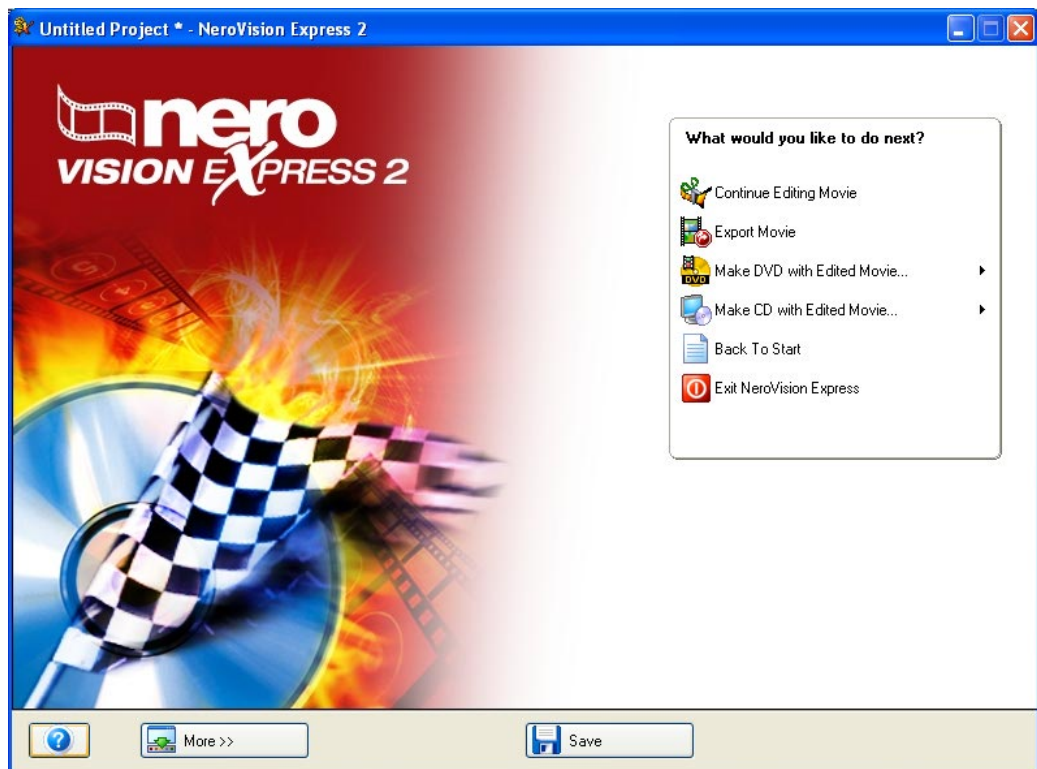 Untitled Project * - NeroVision Express 2
nero
VISION EXPRESS 2
What would you like to do next?
Continue Editing Movie
Export Movie
DVD
Make DVD with Edited Movie...
Make CD with Edited Movie...
Back To Start
Exit NeroVision Express
?
More >>
Save